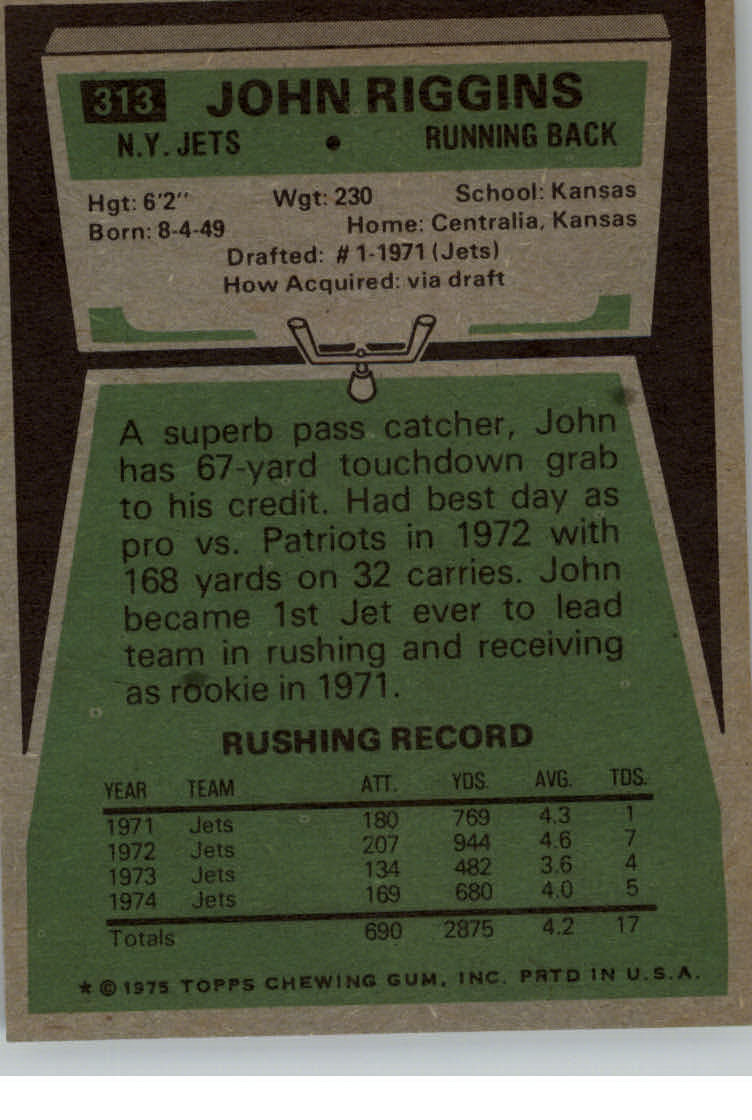 313 JOHN RIGGINS
N.Y. JETS • RUNNING BACK
Hgt: 6'2" Wgt: 230 School: Kansas
Born: 8-4-49 Home: Centralia, Kansas
Drafted: #1-1971 (Jets)
How Acquired: via draft
A superb pass catcher, John
has 67-yard touchdown grab
to his credit. Had best day as
pro vs. Patriots in 1972 with
168 yards on 32 carries. John
became 1st Jet ever to lead
team in rushing and receiving
as rookie in 1971.
RUSHING RECORD
YEAR TEAM ATT. YDS. AVG. TDS.
1971 Jets 180 769 4.3 1
1972 Jets 207 944 4.6 7
1973 Jets 134 482 3.6 4
1974 Jets 169 680 4.0 5
Totals 690 2875 4.2 17
* © 1975 TOPPS CHEWING GUM, INC. PRTD IN U.S.A.